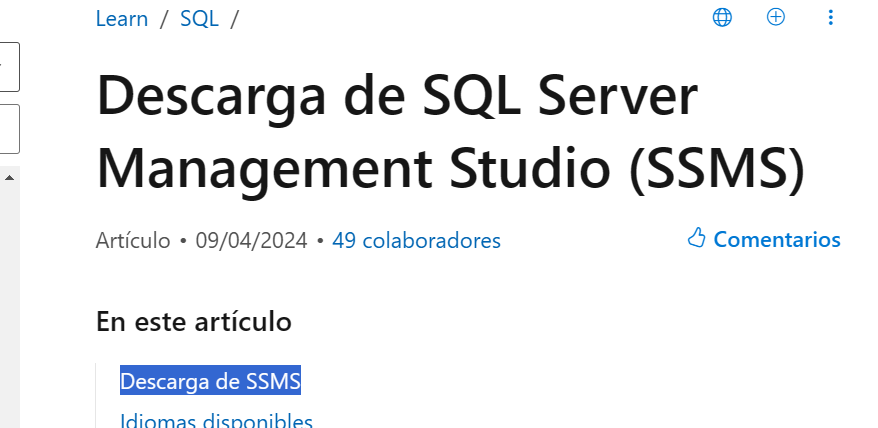 Learn / SQL /
Descarga de SQL Server
Management Studio (SSMS)
Artículo • 09/04/2024 • 49 colaboradores
Comentarios
En este artículo
Descarga de SSMS
Idiomas disponibles